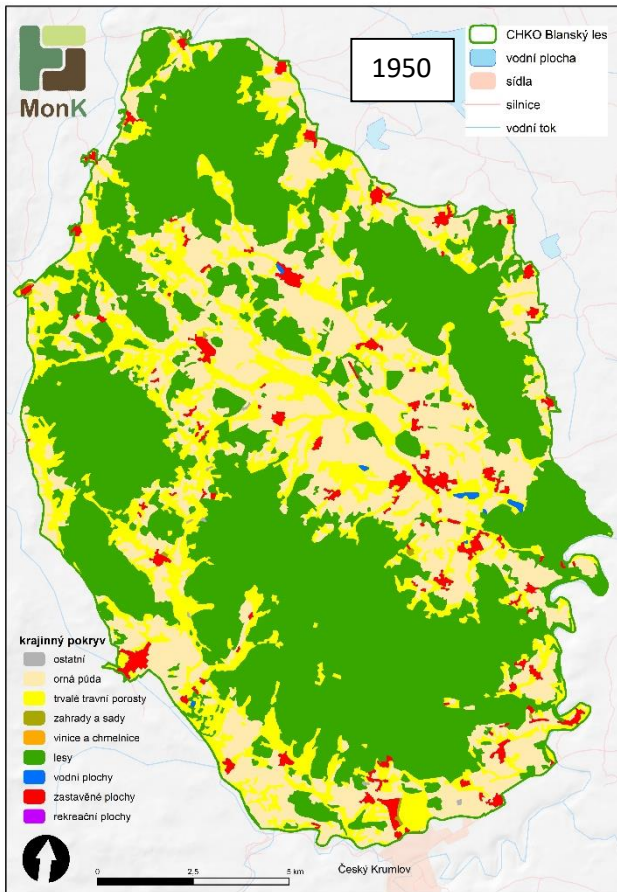 MonK
1950
CHKO Blanský les
vodní plocha
sídla
silnice
vodní tok
krajinný pokryv
ostatní
orná půda
trvalé travní porosty
zahrady a sady
vinice a chmelnice
lesy
vodní plochy
zastavěné plochy
rekreační plochy
0 2,5 5 km
Český Krumlov